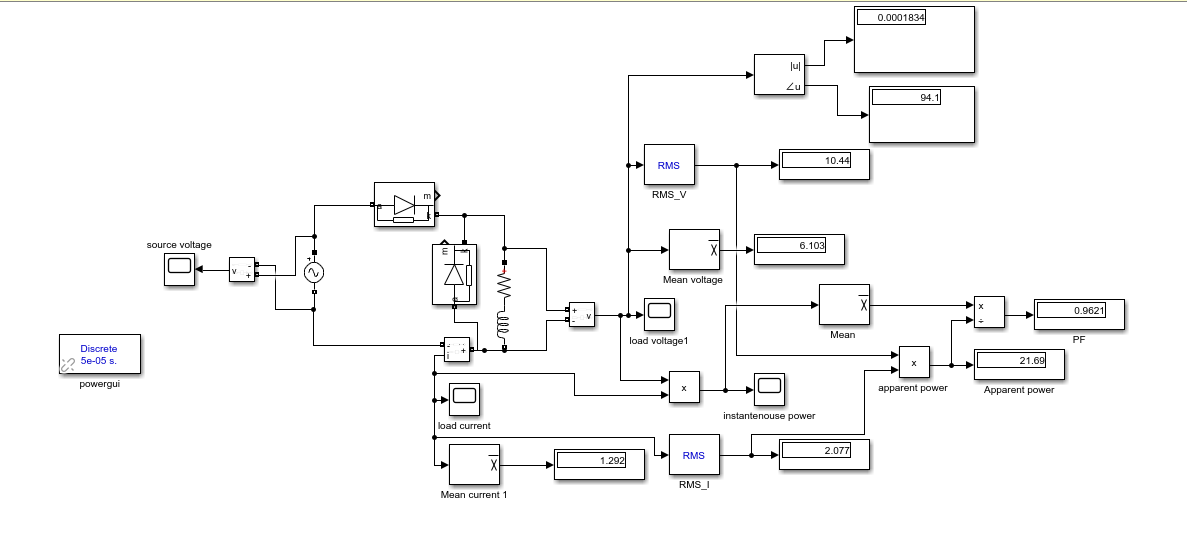 0.0001834
|u|
∠u
94.1
RMS
10.44
RMS_V
m
a
k
source voltage
v
-
+
+
m
k
a
x̄
6.103
Mean voltage
+
-
v
load voltage1
x̄
Mean
x
÷
0.9621
PF
Discrete
5e-05 s.
powergui
-
i
+
x
apparent power
21.69
Apparent power
load current
x
instantenouse power
x̄
1.292
Mean current 1
RMS
2.077
RMS_I